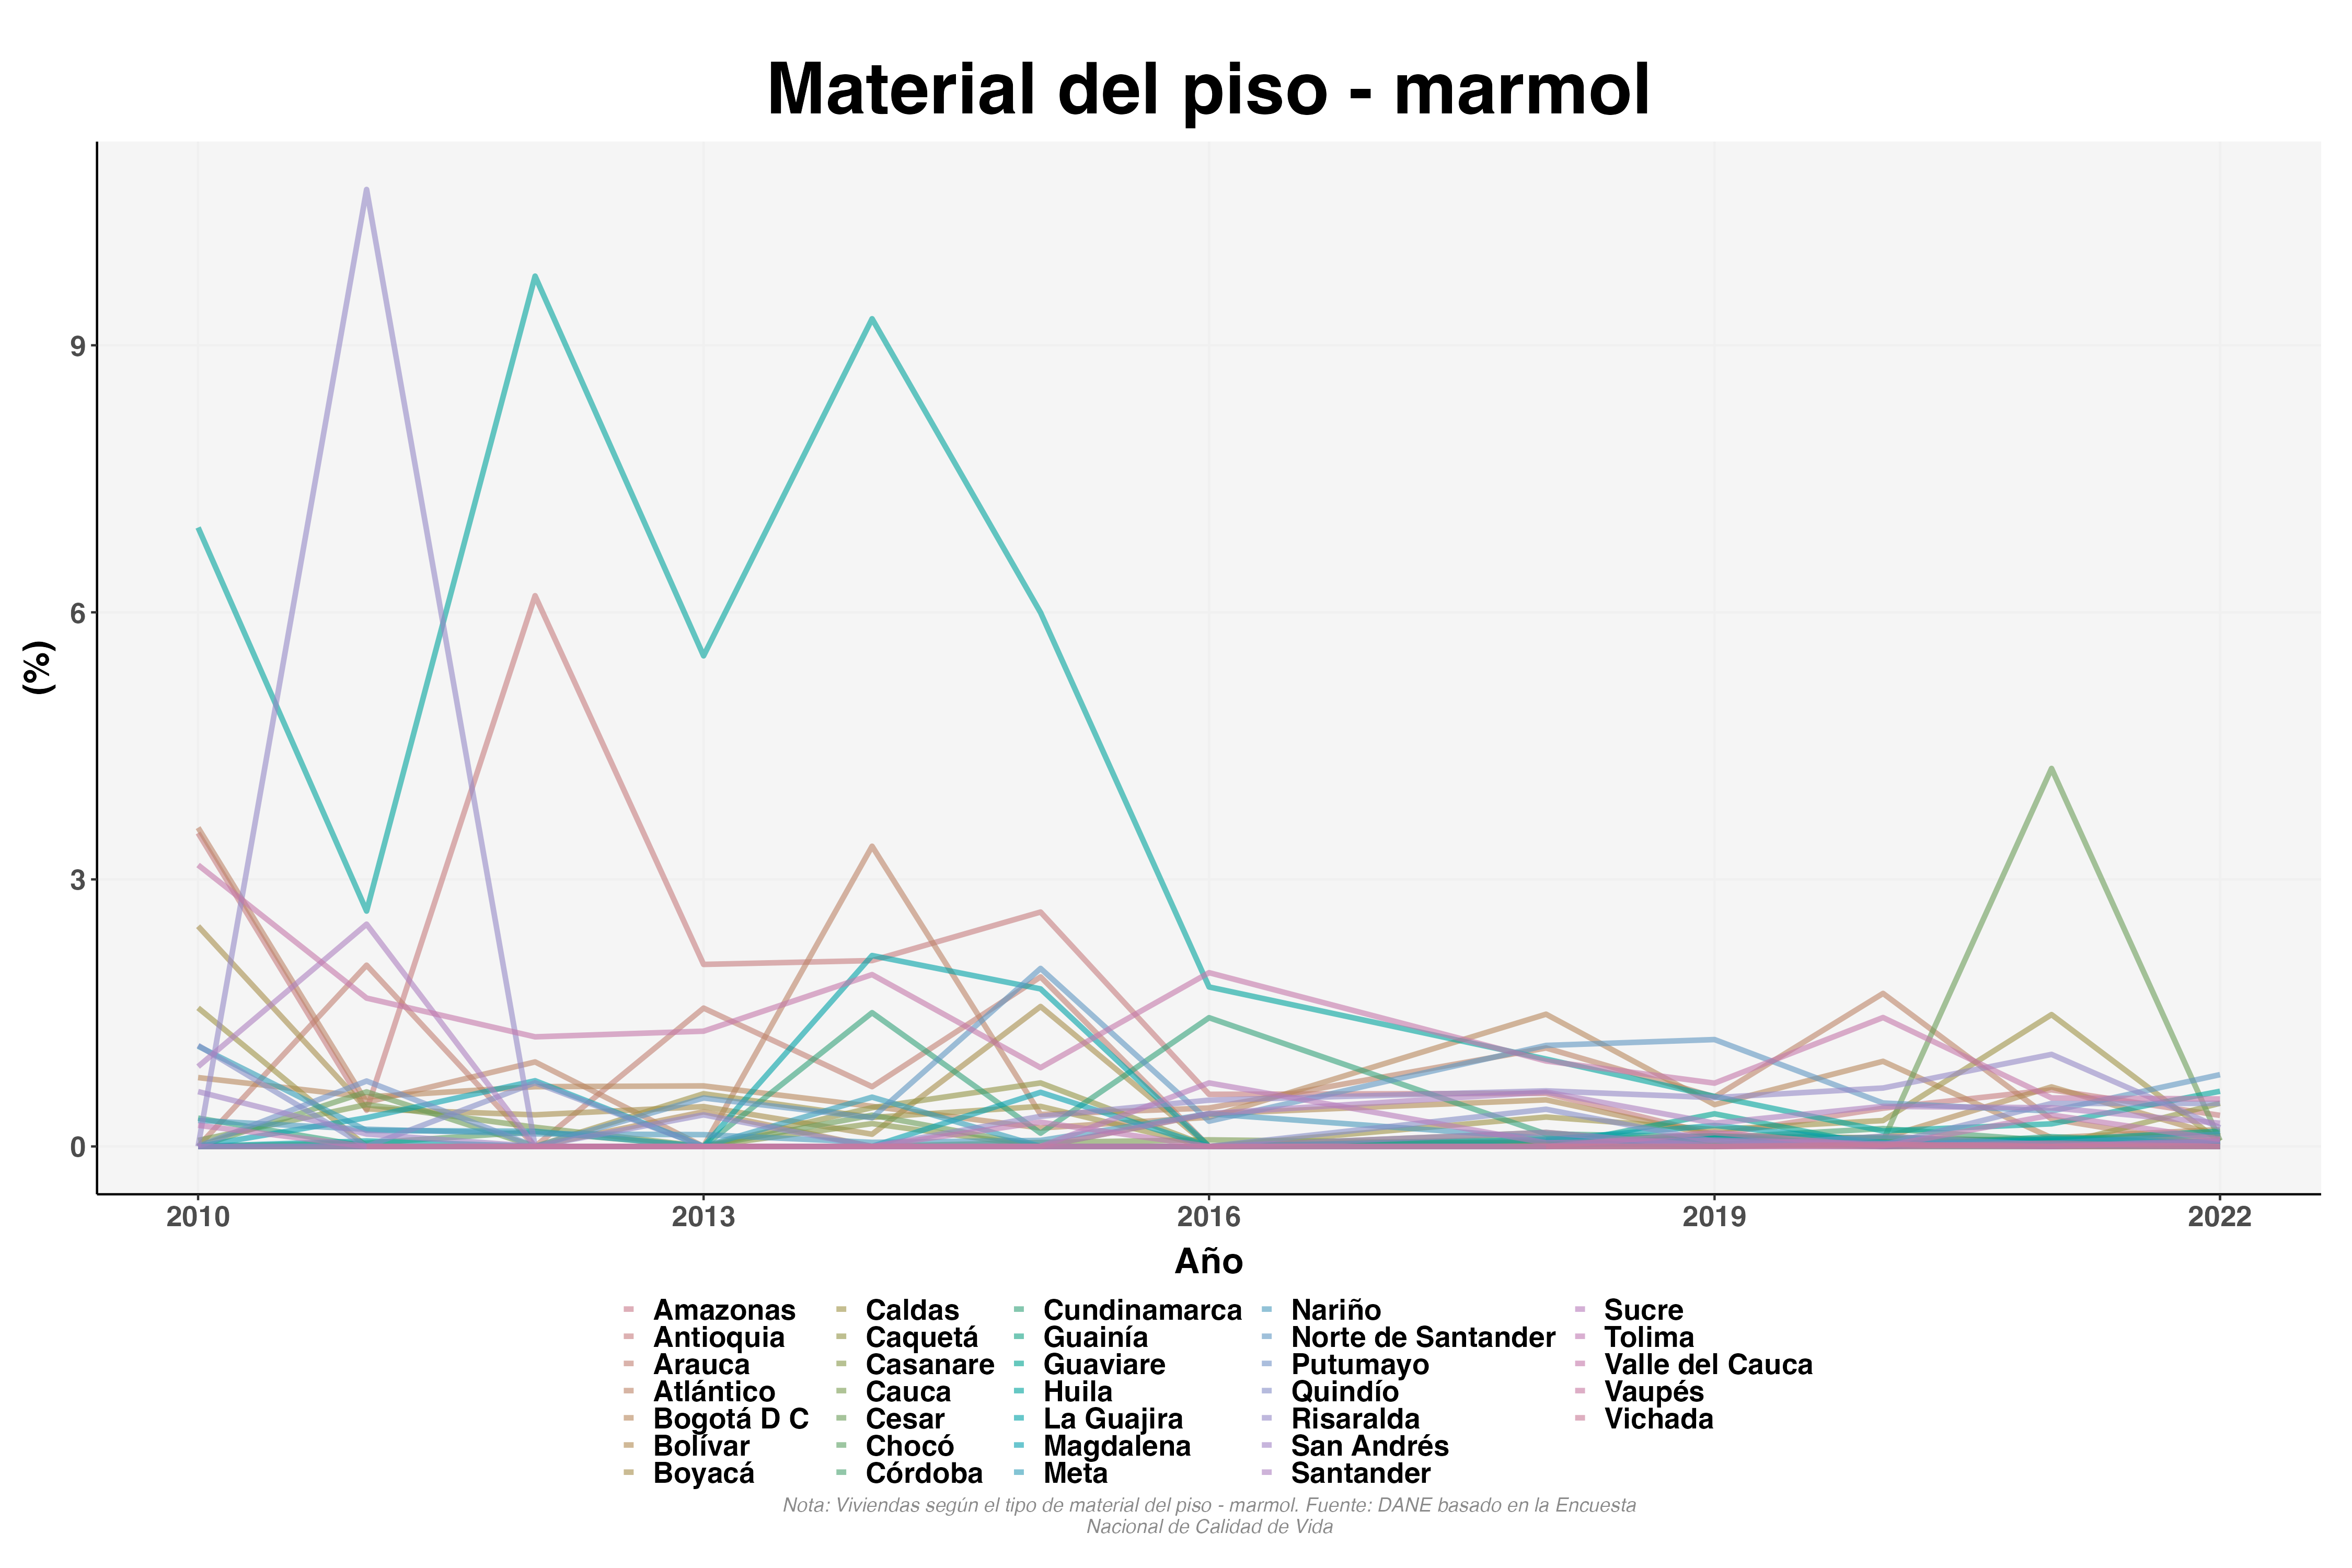 Material del piso - marmol
9
6
3
0
(%)
2010 2013 2016 2019 2022
Año
Amazonas Caldas Cundinamarca Nariño Sucre
Antioquia Caquetá Guainía Norte de Santander Tolima
Arauca Casanare Guaviare Putumayo Valle del Cauca
Atlántico Cauca Huila Quindío Vaupés
Bogotá D C Cesar La Guajira Risaralda Vichada
Bolívar Chocó Magdalena San Andrés
Boyacá Córdoba Meta Santander
Nota: Viviendas según el tipo de material del piso - marmol. Fuente: DANE basado en la Encuesta
Nacional de Calidad de Vida